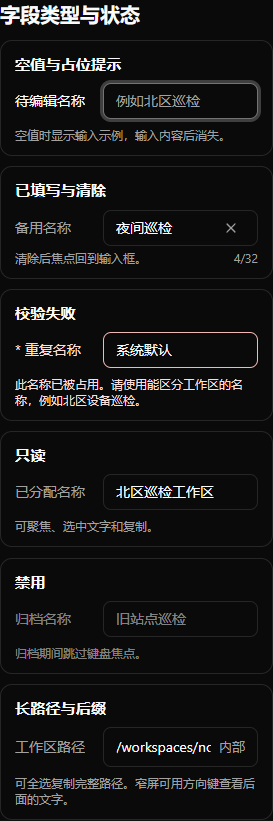 字段类型与状态
空值与占位提示
待编辑名称 例如北区巡检
空值时显示输入示例，输入内容后消失。
已填写与清除
备用名称 夜间巡检 ×
清除后焦点回到输入框。 4/32
校验失败
* 重复名称 系统默认
此名称已被占用。请使用能区分工作区的名
称，例如北区设备巡检。
只读
已分配名称 北区巡检工作区
可聚焦、选中文字和复制。
禁用
归档名称 旧站点巡检
归档期间跳过键盘焦点。
长路径与后缀
工作区路径 /workspaces/nc 内部
可全选复制完整路径。窄屏可用方向键查看后
面的文字。